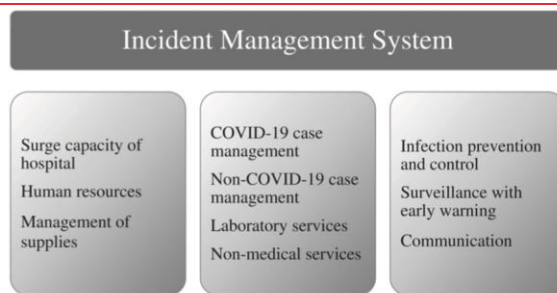 Incident Management System
Surge capacity of
hospital
Human resources
Management of
supplies
COVID-19 case
management
Non-COVID-19 case
management
Laboratory services
Non-medical services
Infection prevention
and control
Surveillance with
early warning
Communication